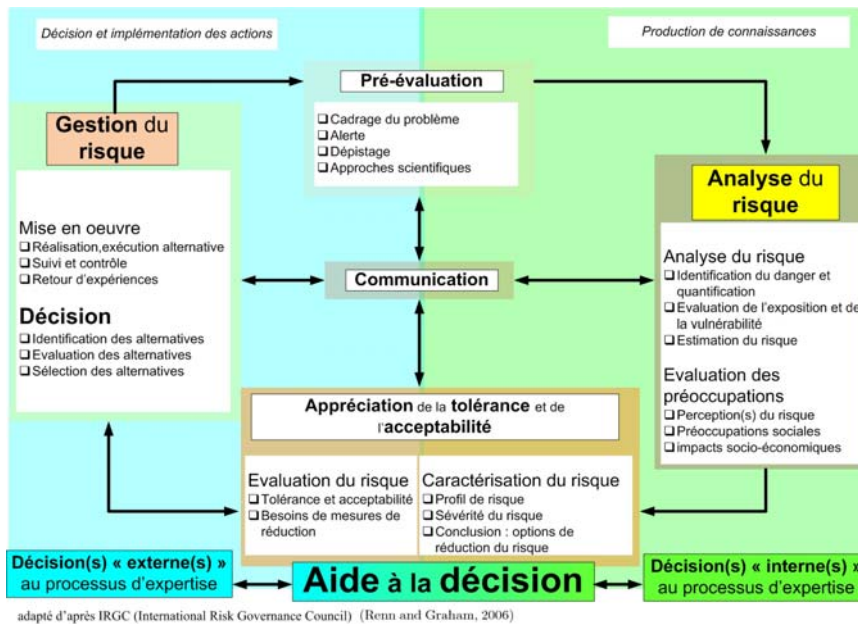 Décision et implémentation des actions
Production de connaissances
Pré-évaluation
❑ Cadrage du problème
❑ Alerte
❑ Dépistage
❑ Approches scientifiques
Gestion du
risque
Mise en oeuvre
❑ Réalisation,exécution alternative
❑ Suivi et contrôle
❑ Retour d'expériences
Décision
❑ Identification des alternatives
❑ Evaluation des alternatives
❑ Sélection des alternatives
Communication
Analyse du
risque
Analyse du risque
❑ Identification du danger et
quantification
❑ Evaluation de l'exposition et de
la vulnérabilité
❑ Estimation du risque
Evaluation des
préoccupations
❑ Perception(s) du risque
❑ Préoccupations sociales
❑ impacts socio-économiques
Appréciation de la tolérance et de
l'acceptabilité
Evaluation du risque
❑ Tolérance et acceptabilité
❑ Besoins de mesures de
réduction
Caractérisation du risque
❑ Profil de risque
❑ Sévérité du risque
❑ Conclusion : options de
réduction du risque
Décision(s) « externe(s) »
au processus d'expertise
Aide à la décision
Décision(s) « interne(s) »
au processus d'expertise
adapté d'après IRGC (International Risk Governance Council) (Renn and Graham, 2006)